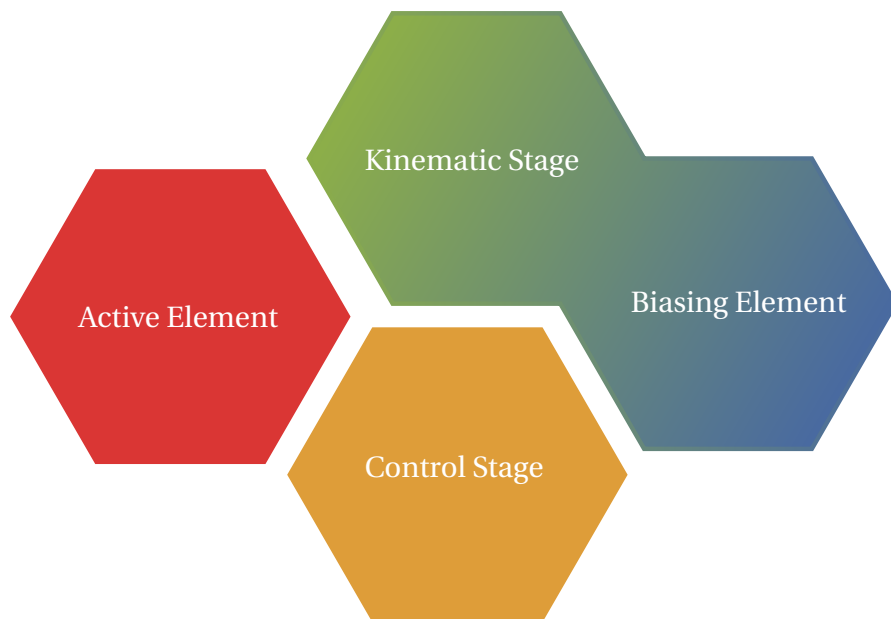 Kinematic Stage
Active Element
Biasing Element
Control Stage